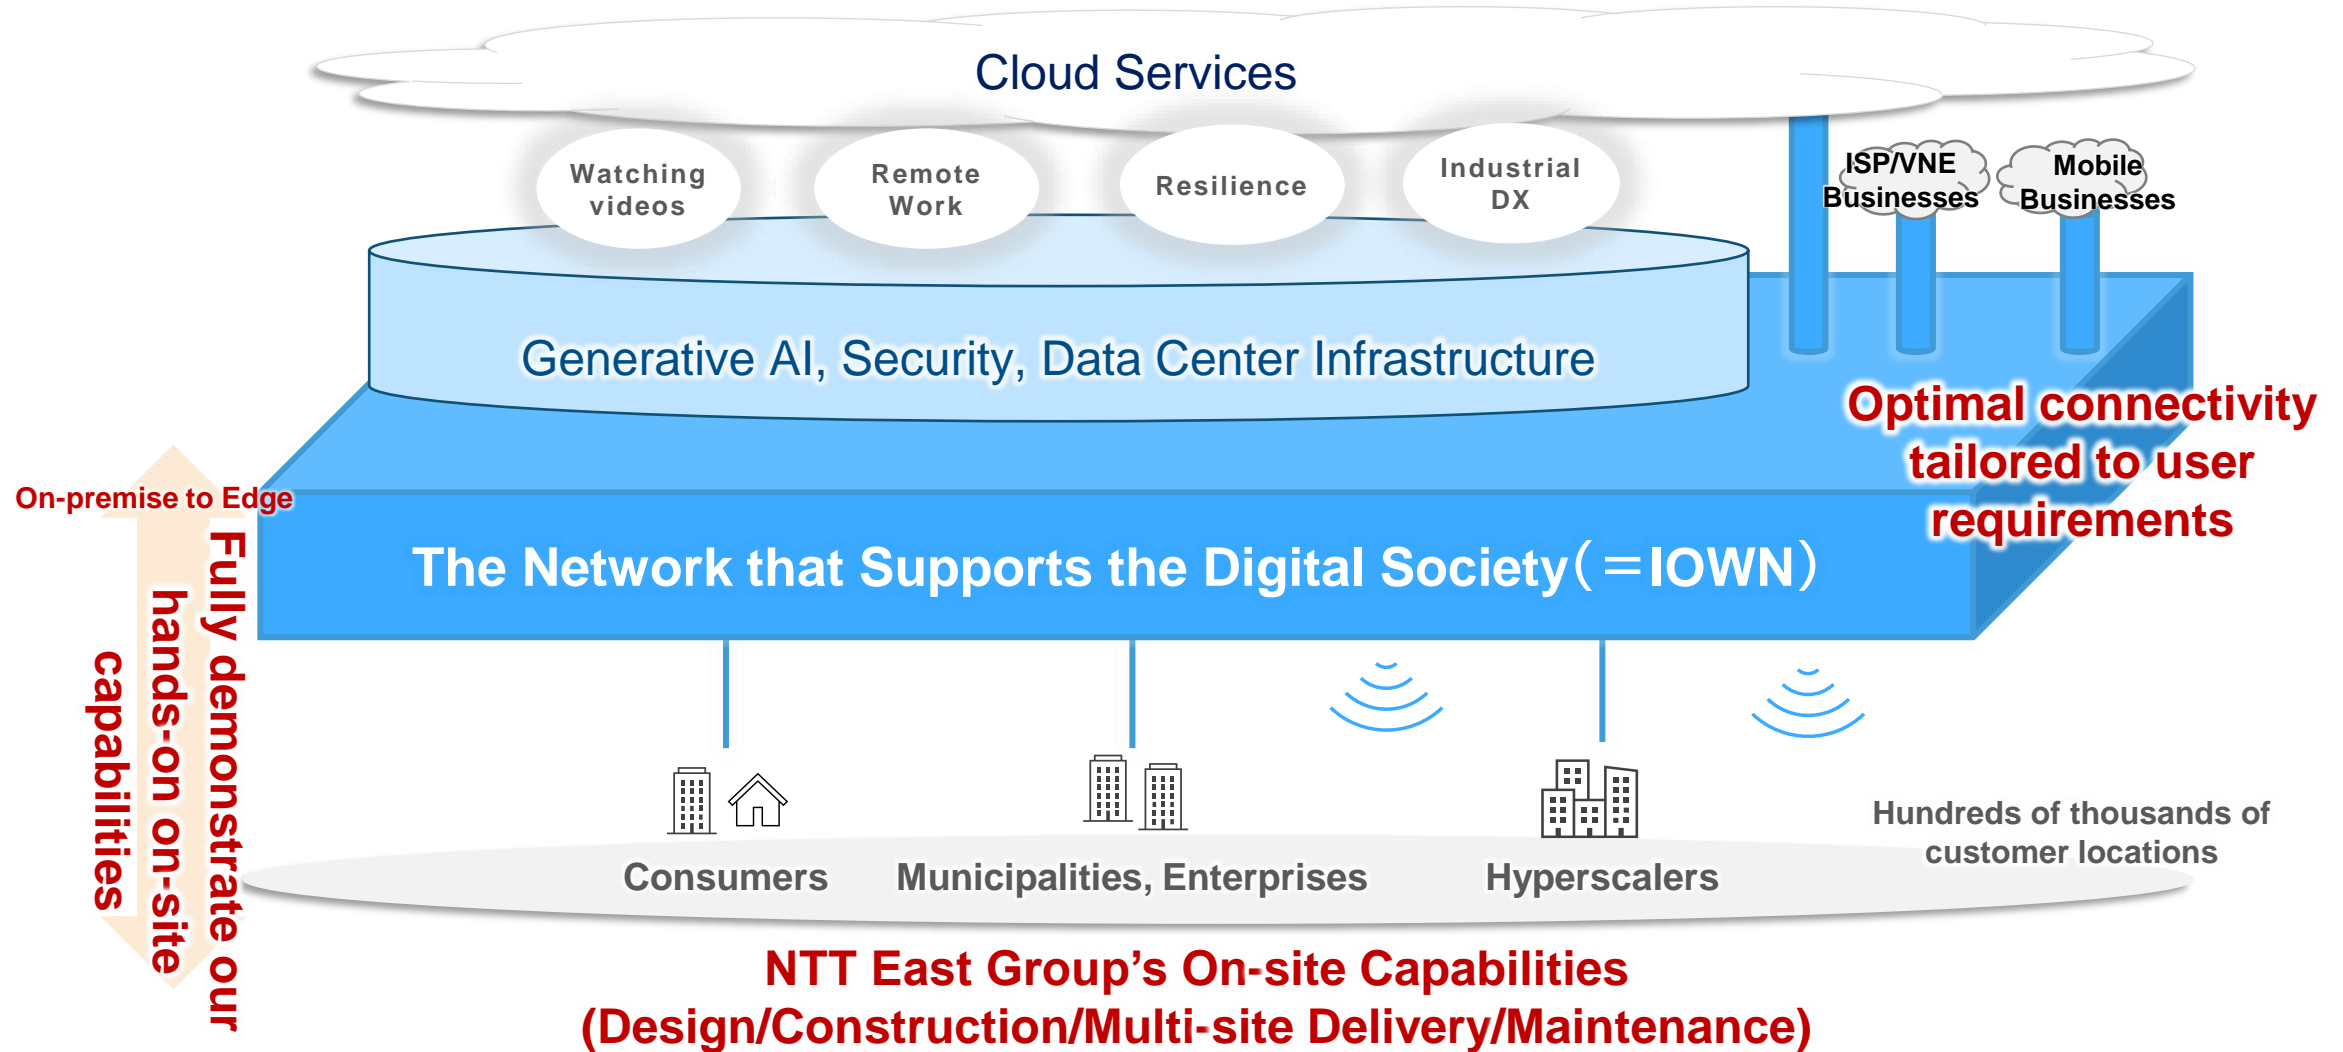 Cloud Services
Watching
videos
Remote
Work
Resilience
Industrial
DX
ISP/VNE
Businesses
Mobile
Businesses
Generative AI, Security, Data Center Infrastructure
Optimal connectivity
tailored to user
requirements
On-premise to Edge
Fully demonstrate our
hands-on on-site
capabilities
The Network that Supports the Digital Society(＝IOWN)
Hundreds of thousands of
customer locations
Consumers
Municipalities, Enterprises
Hyperscalers
NTT East Group’s On-site Capabilities
(Design/Construction/Multi-site Delivery/Maintenance)